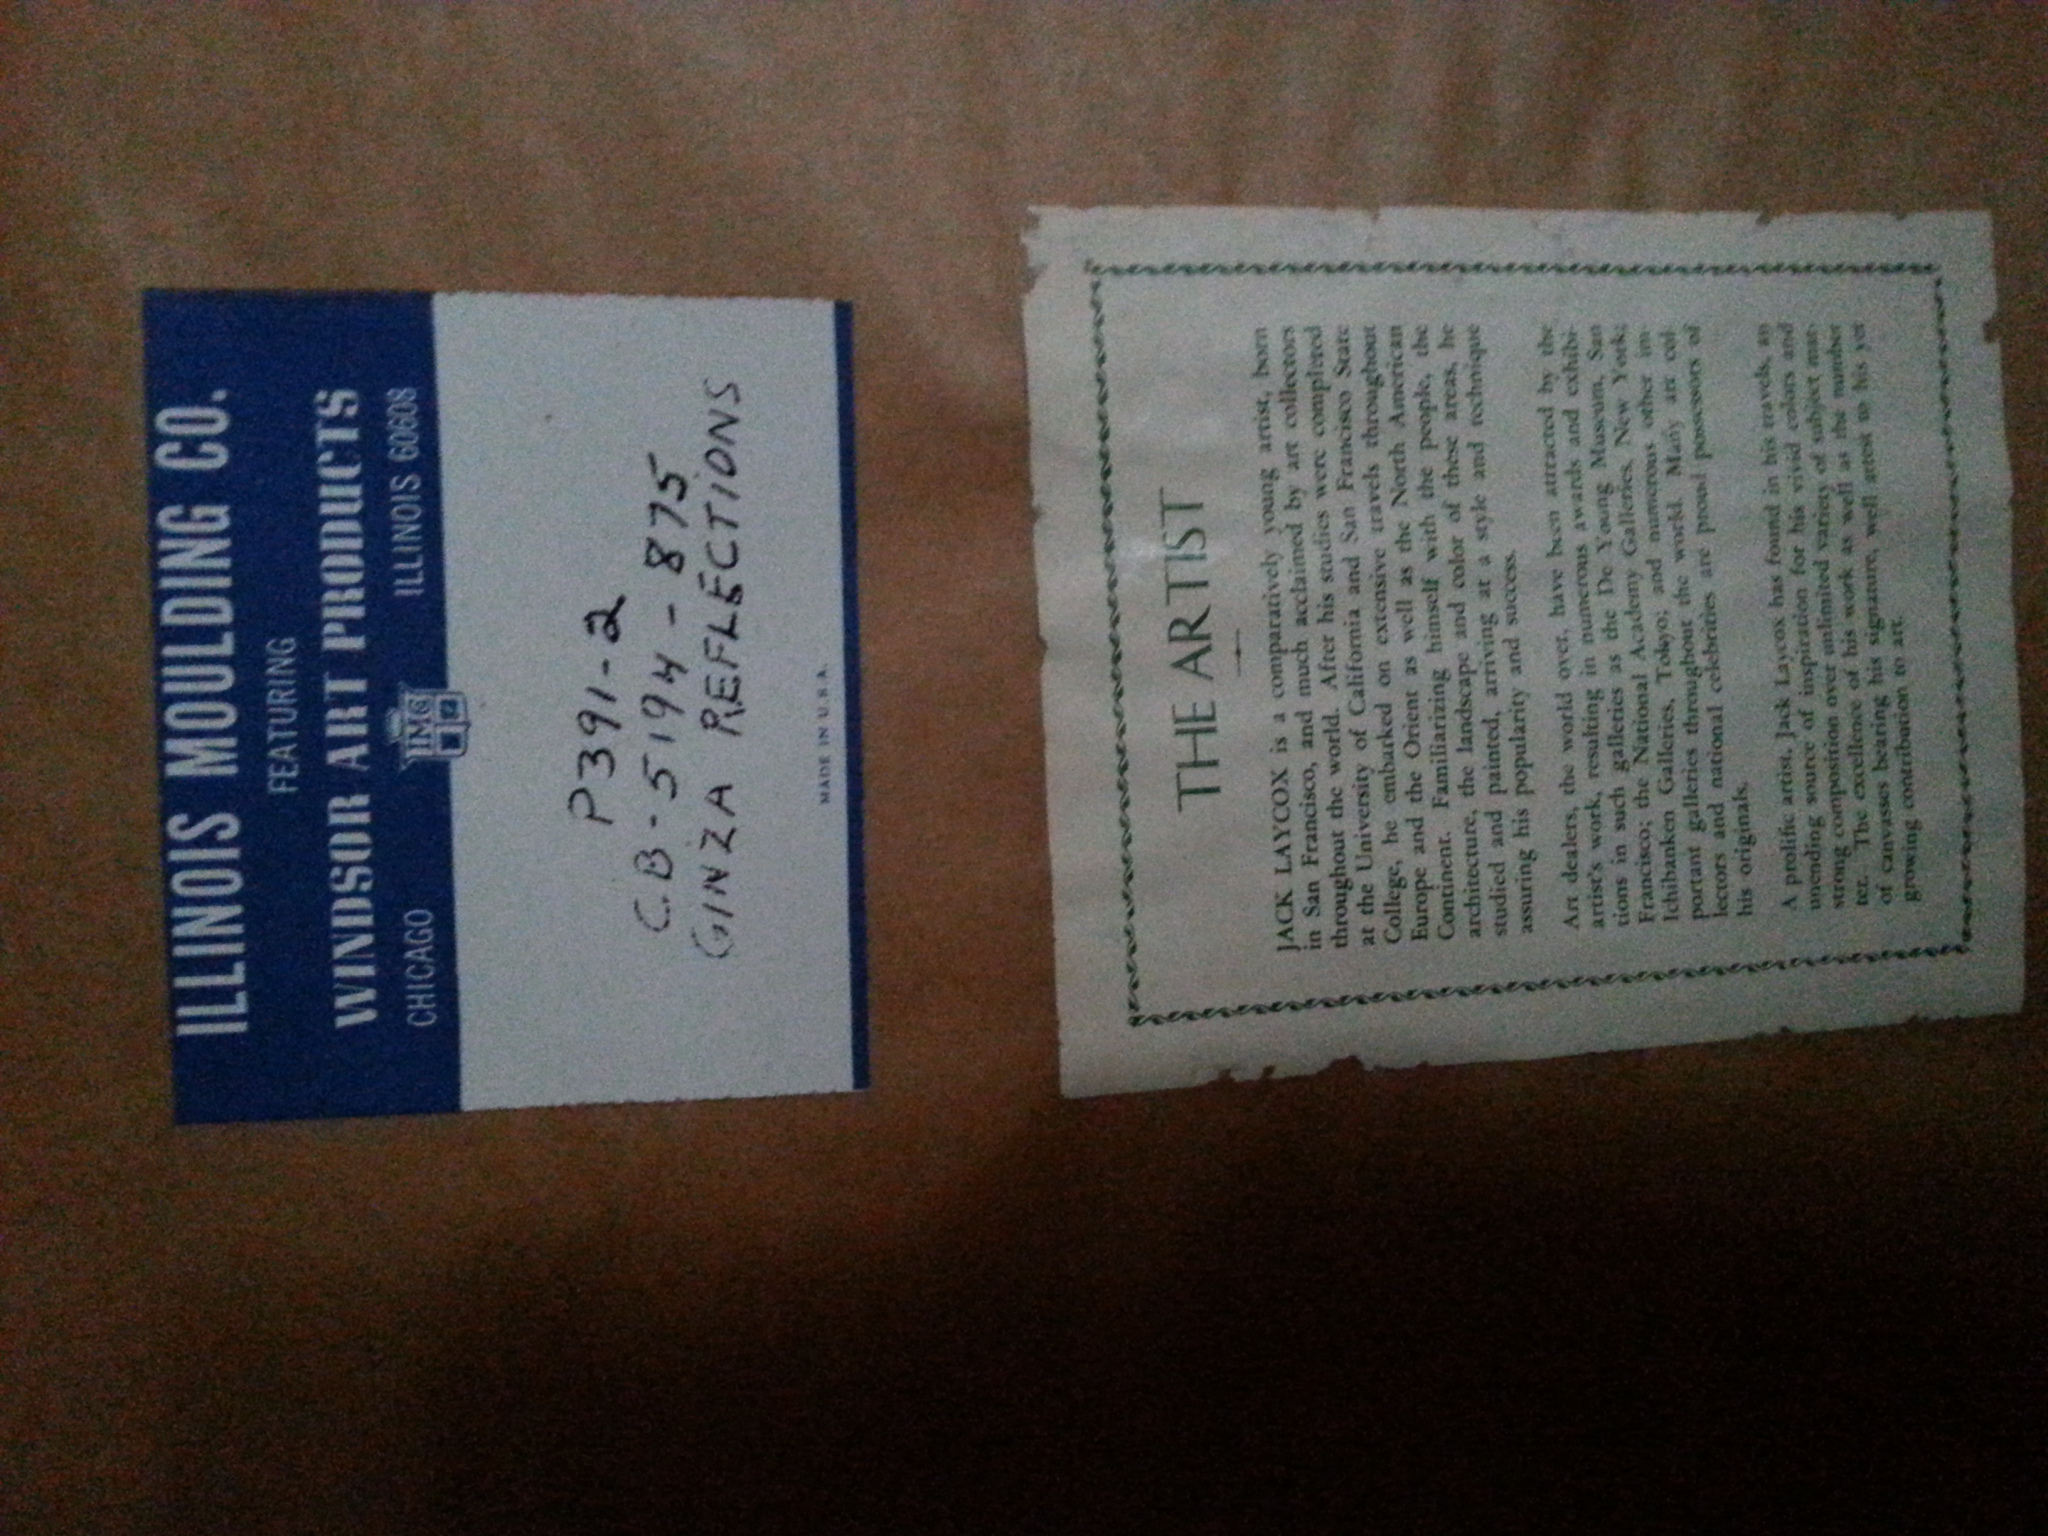 ILLINOIS MOULDING CO.
FEATURING
WINDSOR ART PRODUCTS
CHICAGO IMC ILLINOIS 60608
P391-2
C.B-5194-875
GINZA REFLECTIONS
MADE IN U.S.A.
THE ARTIST
JACK LAYCOX is a comparatively young artist, born
in San Francisco, and much acclaimed by art collectors
throughout the world. After his studies were completed
at the University of California and San Francisco State
College, he embarked on extensive travels throughout
Europe and the Orient as well as the North American
Continent. Familiarizing himself with the people, the
architecture, the landscape and color of these areas, he
studied and painted, arriving at a style and technique
assuring his popularity and success.
Art dealers, the world over, have been attracted by the
artist's work, resulting in numerous awards and exhibi-
tions in such galleries as the De Young Museum, San
Francisco; the National Academy Galleries, New York;
Ichibanken Galleries, Tokyo; and numerous other im-
portant galleries throughout the world. Many art col-
lectors and national celebrities are proud possessors of
his originals.
A prolific artist, Jack Laycox has found in his travels, an
unending source of inspiration for his vivid colors and
strong composition over unlimited variety of subject mat-
ter. The excellence of his work as well as the number
of canvasses bearing his signature, well attest to his yet
growing contribution to art.